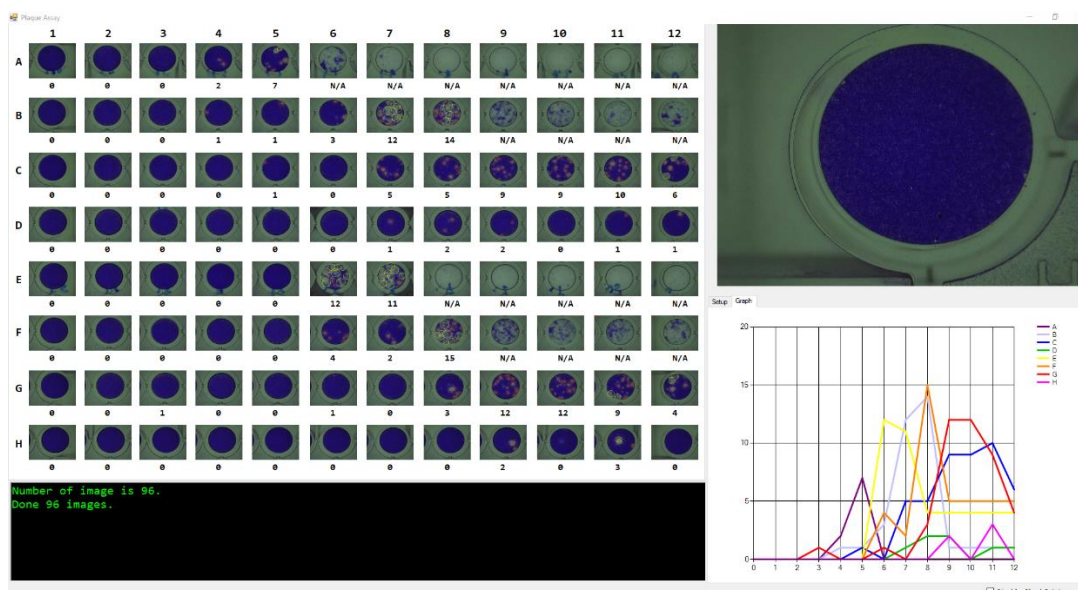 Plaque Array
1 2 3 4 5 6 7 8 9 10 11 12
A
0 0 0 2 7 N/A N/A N/A N/A N/A N/A N/A
B
0 0 0 1 1 3 12 14 N/A N/A N/A N/A
C
0 0 0 0 1 0 5 5 9 9 10 6
D
0 0 0 0 0 0 1 2 2 0 1 1
E
0 0 0 0 0 12 11 N/A N/A N/A N/A N/A
F
0 0 0 0 0 4 2 15 N/A N/A N/A N/A
G
0 0 1 0 0 1 0 3 12 12 9 4
H
0 0 0 0 0 0 0 0 2 0 3 0
Number of image is 96.
Done 96 images.
Setup Graph
20
15
10
5
0
0 1 2 3 4 5 6 7 8 9 10 11 12
A
B
C
D
E
F
G
H